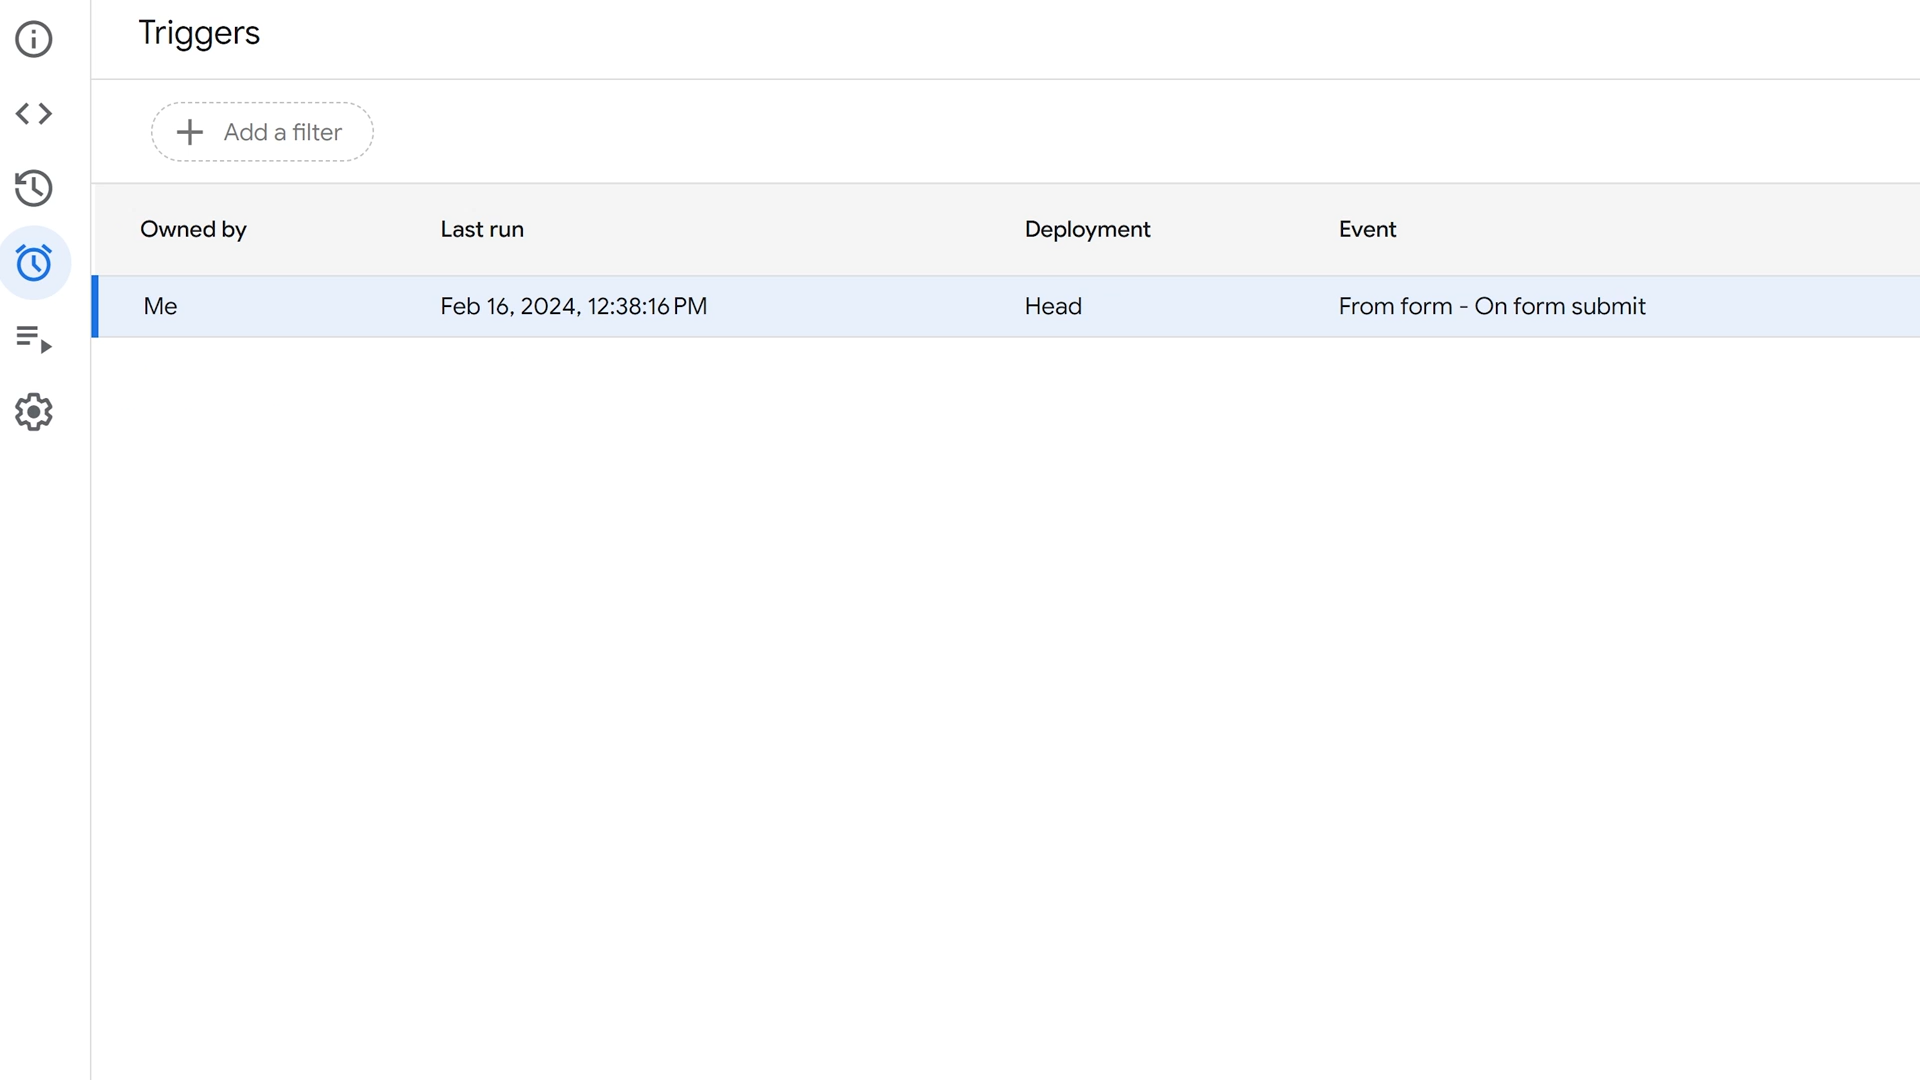 Triggers
Add a filter
Owned by Last run Deployment Event
Me Feb 16, 2024, 12:38:16 PM Head From form - On form submit